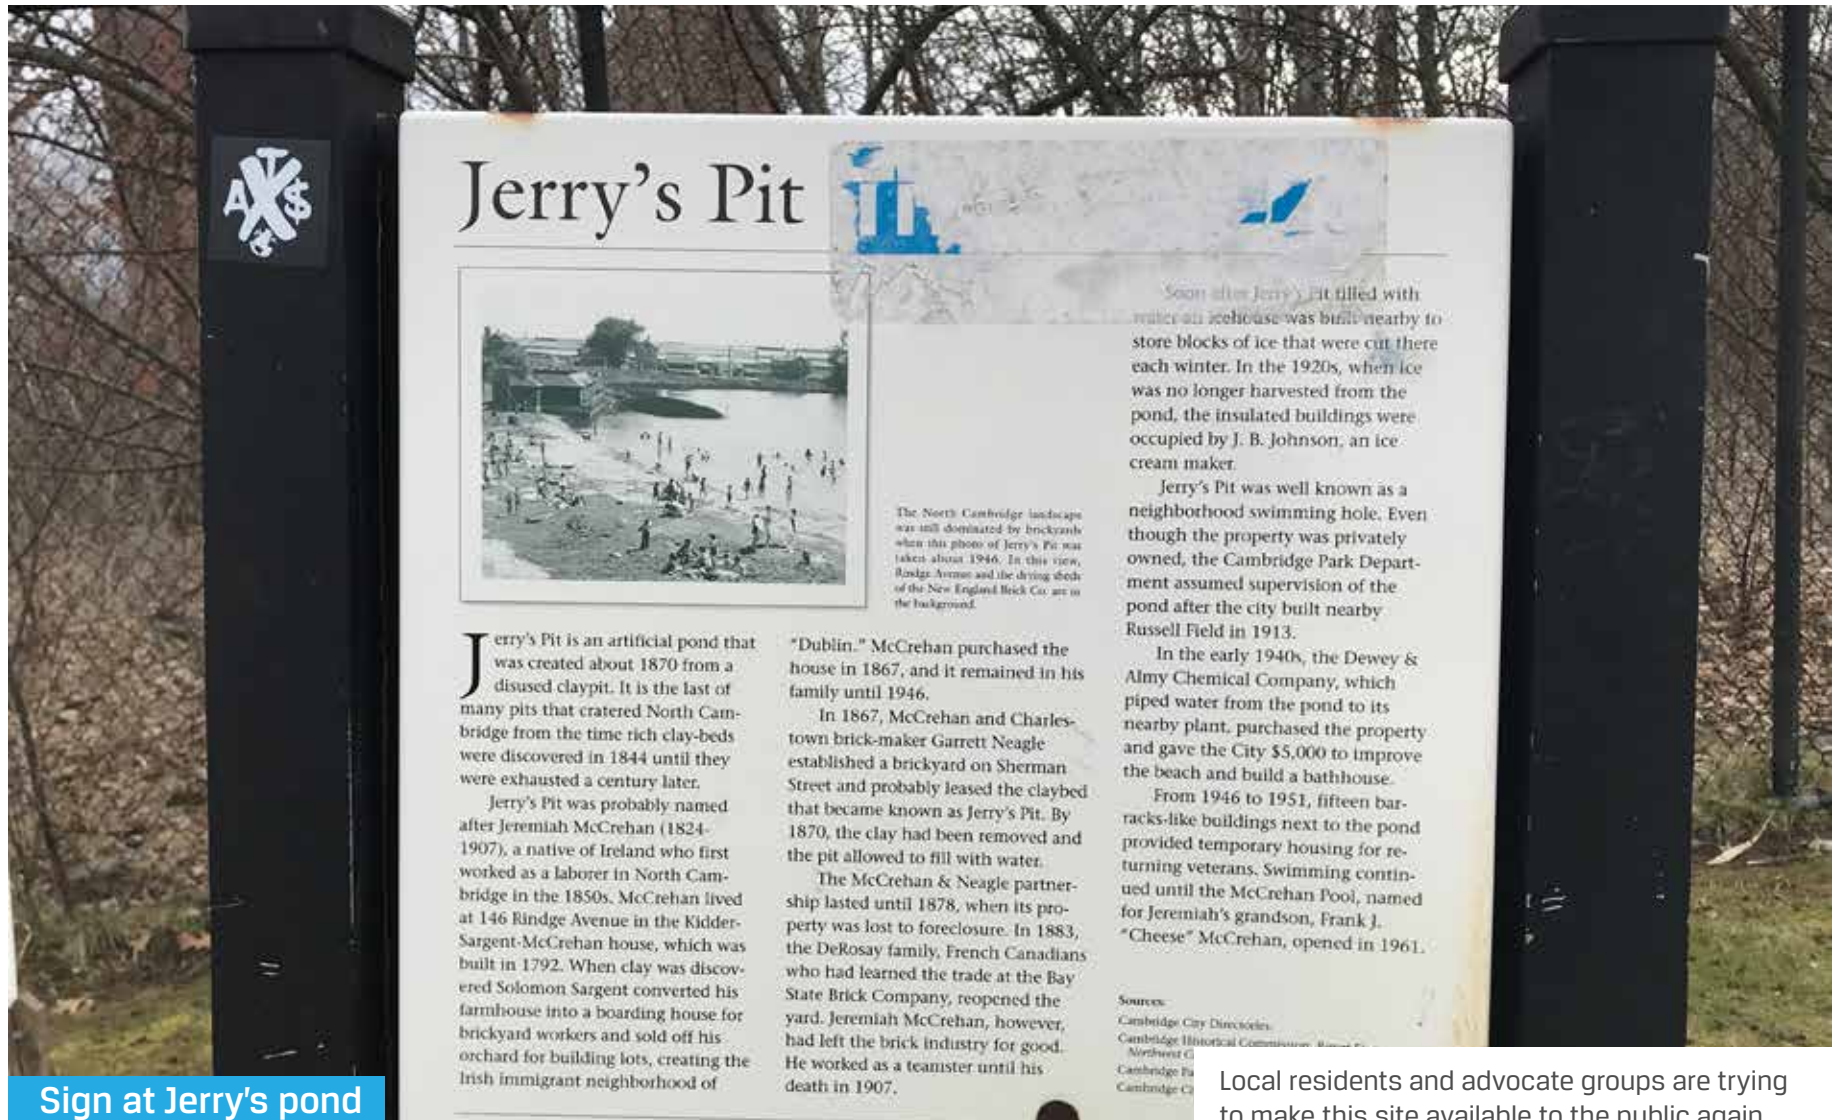 Jerry's Pit
The North Cambridge landscape
was still dominated by brickyards
when this photo of Jerry's Pit was
taken about 1946. In this view,
Rindge Avenue and the drying sheds
of the New England Brick Co. are in
the background.
Jerry's Pit is an artificial pond that
was created about 1870 from a
disused claypit. It is the last of
many pits that cratered North Cam-
bridge from the time rich clay-beds
were discovered in 1844 until they
were exhausted a century later.
Jerry's Pit was probably named
after Jeremiah McCrehan (1824-
1907), a native of Ireland who first
worked as a laborer in North Cam-
bridge in the 1850s. McCrehan lived
at 146 Rindge Avenue in the Kidder-
Sargent-McCrehan house, which was
built in 1792. When clay was discov-
ered Solomon Sargent converted his
farmhouse into a boarding house for
brickyard workers and sold off his
orchard for building lots, creating the
Irish immigrant neighborhood of
"Dublin." McCrehan purchased the
house in 1867, and it remained in his
family until 1946.
In 1867, McCrehan and Charles-
town brick-maker Garrett Neagle
established a brickyard on Sherman
Street and probably leased the claybed
that became known as Jerry's Pit. By
1870, the clay had been removed and
the pit allowed to fill with water.
The McCrehan & Neagle partner-
ship lasted until 1878, when its pro-
perty was lost to foreclosure. In 1883,
the DeRosay family, French Canadians
who had learned the trade at the Bay
State Brick Company, reopened the
yard. Jeremiah McCrehan, however,
had left the brick industry for good.
He worked as a teamster until his
death in 1907.
Soon after Jerry's Pit filled with
water an icehouse was built nearby to
store blocks of ice that were cut there
each winter. In the 1920s, when ice
was no longer harvested from the
pond, the insulated buildings were
occupied by J. B. Johnson, an ice
cream maker.
Jerry's Pit was well known as a
neighborhood swimming hole. Even
though the property was privately
owned, the Cambridge Park Depart-
ment assumed supervision of the
pond after the city built nearby
Russell Field in 1913.
In the early 1940s, the Dewey &
Almy Chemical Company, which
piped water from the pond to its
nearby plant, purchased the property
and gave the City $5,000 to improve
the beach and build a bathhouse.
From 1946 to 1951, fifteen bar-
racks-like buildings next to the pond
provided temporary housing for re-
turning veterans. Swimming contin-
ued until the McCrehan Pool, named
for Jeremiah's grandson, Frank J.
"Cheese" McCrehan, opened in 1961.
Sources:
Cambridge City Directories.
Cambridge Historical Commission,
Northwest C
Cambridge Pa
Cambridge C
Sign at Jerry's pond
Local residents and advocate groups are trying
to make this site available to the public again